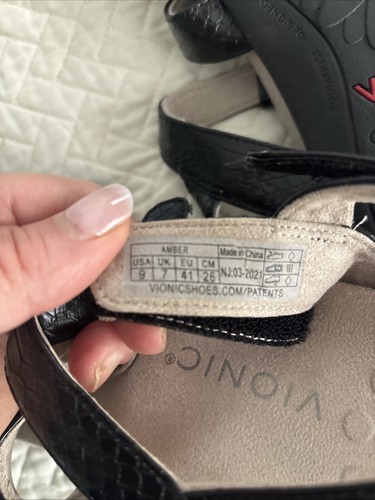 AMBER
USA UK EU CM
9 7 41 26
Made in China
NJ:03-2021
VIONICSHOES.COM/PATENTS
VIONIC®